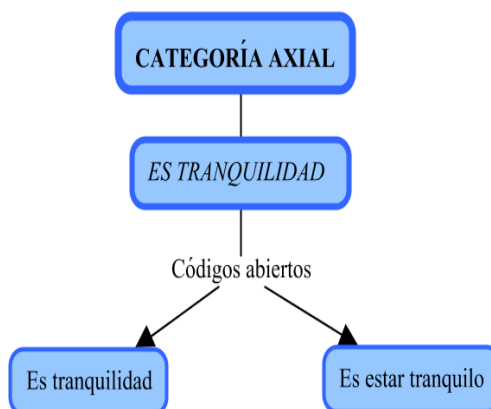 CATEGORÍA AXIAL
ES TRANQUILIDAD
Códigos abiertos
Es tranquilidad
Es estar tranquilo